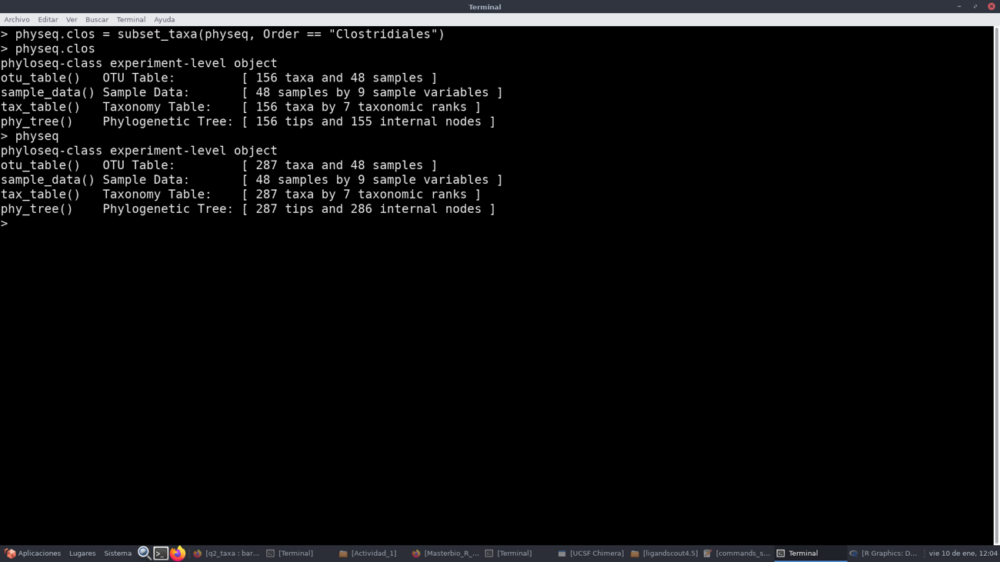 Terminal
Archivo Editar Ver Buscar Terminal Ayuda
> physeq.clos = subset_taxa(physeq, Order == "Clostridiales")
> physeq.clos
phyloseq-class experiment-level object
otu_table()   OTU Table:         [ 156 taxa and 48 samples ]
sample_data() Sample Data:       [ 48 samples by 9 sample variables ]
tax_table()   Taxonomy Table:    [ 156 taxa by 7 taxonomic ranks ]
phy_tree()    Phylogenetic Tree: [ 156 tips and 155 internal nodes ]
> physeq
phyloseq-class experiment-level object
otu_table()   OTU Table:         [ 287 taxa and 48 samples ]
sample_data() Sample Data:       [ 48 samples by 9 sample variables ]
tax_table()   Taxonomy Table:    [ 287 taxa by 7 taxonomic ranks ]
phy_tree()    Phylogenetic Tree: [ 287 tips and 286 internal nodes ]
>
Aplicaciones Lugares Sistema [q2_taxa : bar... [Terminal] [Actividad_1] [Masterbio_R_... [Terminal] [UCSF Chimera] [ligandscout4.5] [commands_s... Terminal [R Graphics: D... vie 10 de ene, 12:04